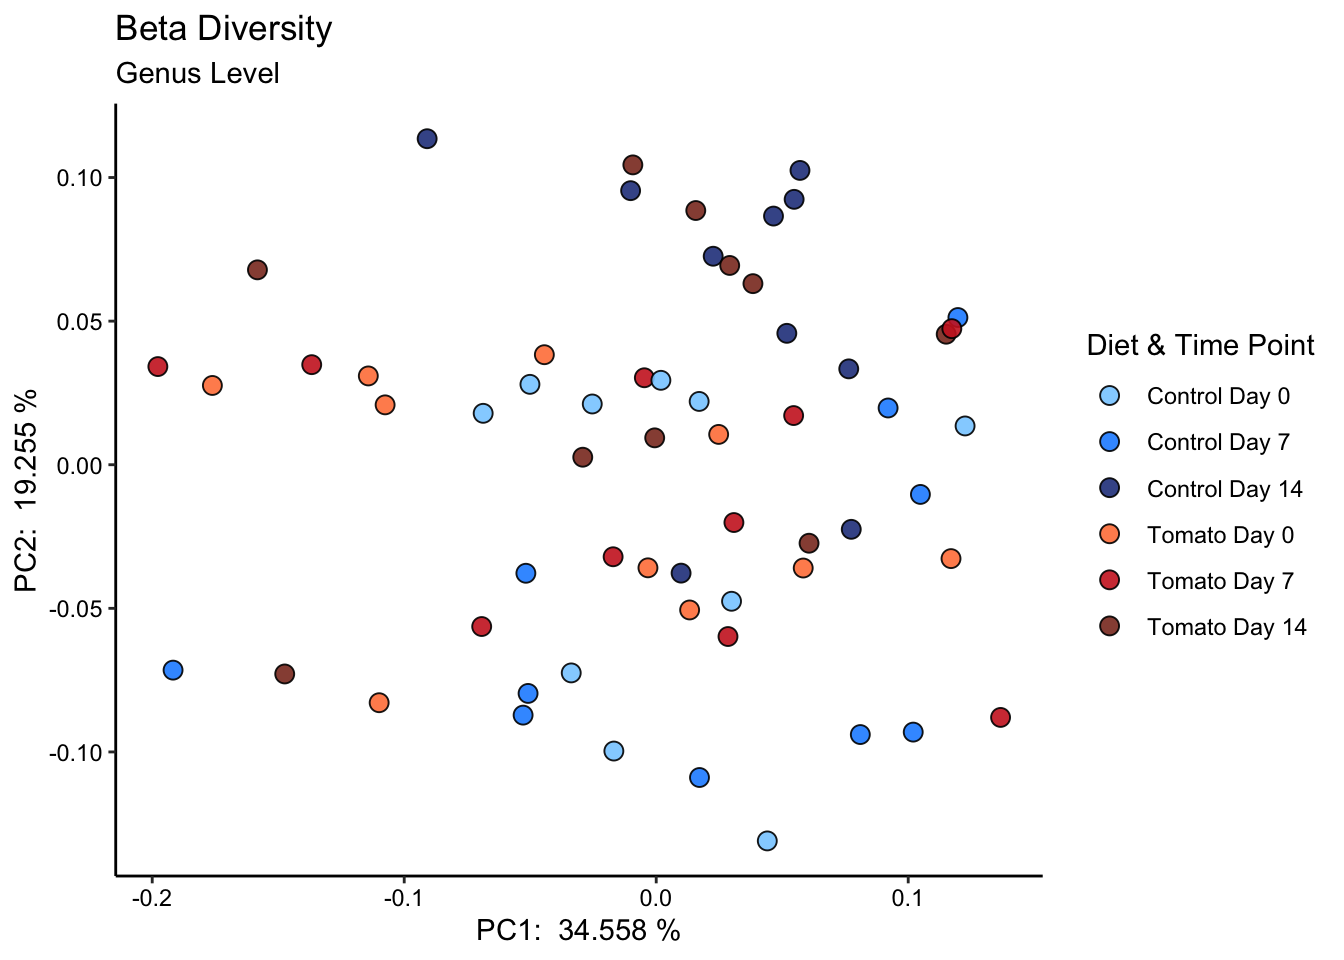 Beta Diversity
Genus Level
0.10
0.05
0.00
-0.05
-0.10
PC2:  19.255 %
-0.2
-0.1
0.0
0.1
PC1:  34.558 %
Diet & Time Point
Control Day 0
Control Day 7
Control Day 14
Tomato Day 0
Tomato Day 7
Tomato Day 14